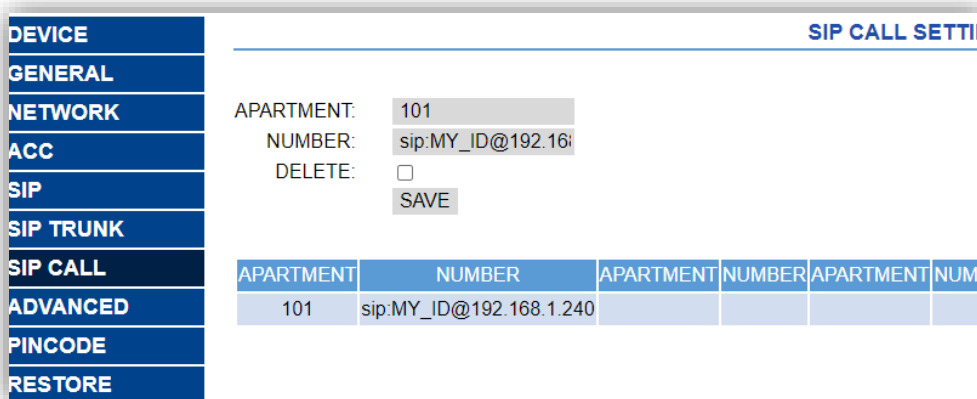 DEVICE
GENERAL
NETWORK
ACC
SIP
SIP TRUNK
SIP CALL
ADVANCED
PINCODE
RESTORE
SIP CALL SETTI
APARTMENT: 101
NUMBER: sip:MY_ID@192.16
DELETE:
SAVE
APARTMENT NUMBER APARTMENT NUMBER APARTMENT NUM
101 sip:MY_ID@192.168.1.240